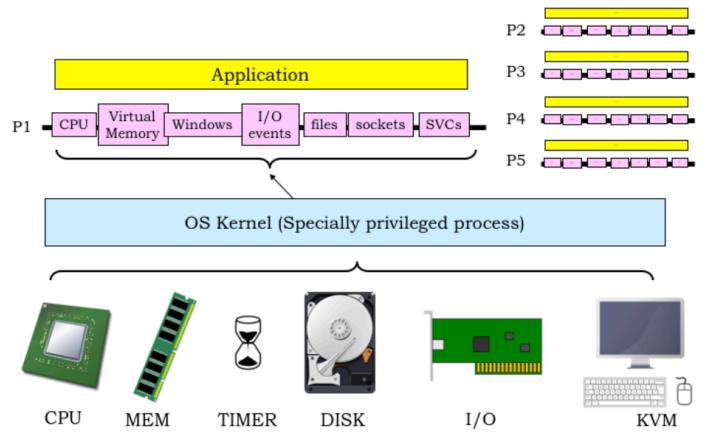 P2
P3
P4
P5
Application
P1
CPU
Virtual
Memory
Windows
I/O
events
files
sockets
SVCs
OS Kernel (Specially privileged process)
CPU
MEM
TIMER
DISK
I/O
KVM